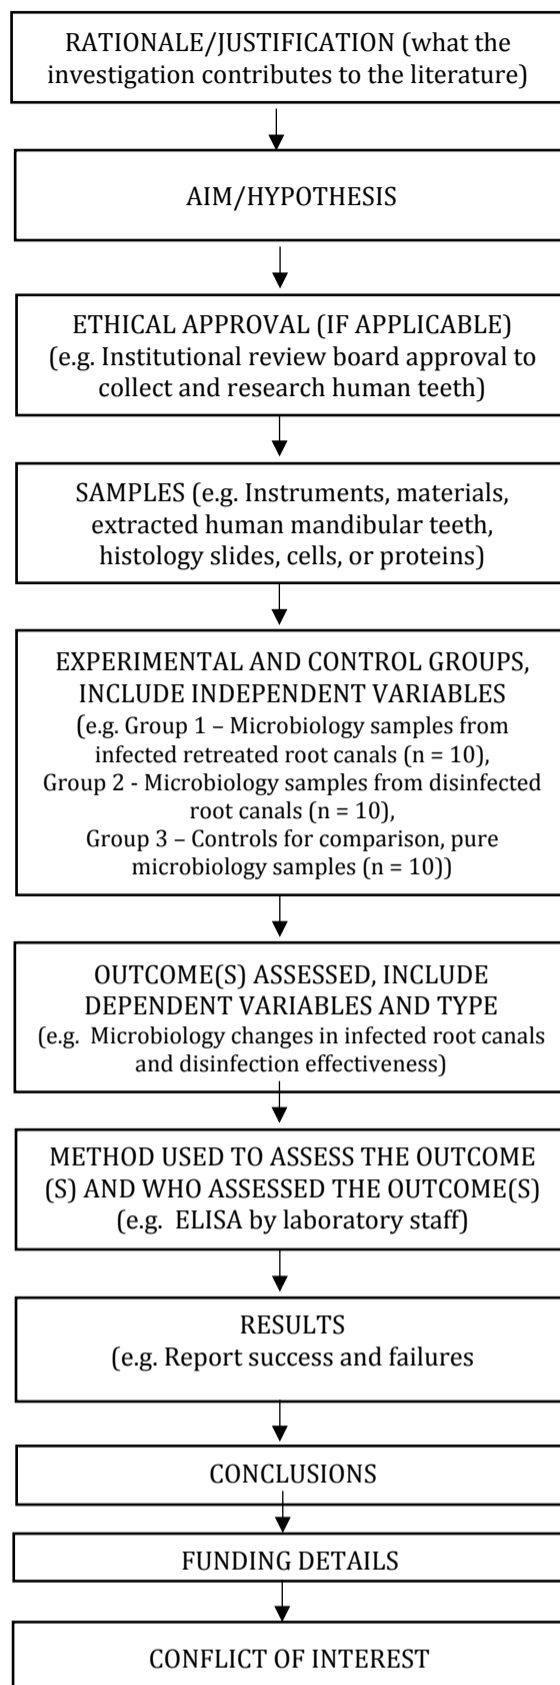 RATIONALE/JUSTIFICATION (what the
investigation contributes to the literature)
AIM/HYPOTHESIS
ETHICAL APPROVAL (IF APPLICABLE)
(e.g. Institutional review board approval to
collect and research human teeth)
SAMPLES (e.g. Instruments, materials,
extracted human mandibular teeth,
histology slides, cells, or proteins)
EXPERIMENTAL AND CONTROL GROUPS,
INCLUDE INDEPENDENT VARIABLES
(e.g. Group 1 – Microbiology samples from
infected retreated root canals (n = 10),
Group 2 - Microbiology samples from disinfected
root canals (n = 10),
Group 3 – Controls for comparison, pure
microbiology samples (n = 10))
OUTCOME(S) ASSESSED, INCLUDE
DEPENDENT VARIABLES AND TYPE
(e.g. Microbiology changes in infected root canals
and disinfection effectiveness)
METHOD USED TO ASSESS THE OUTCOME
(S) AND WHO ASSESSED THE OUTCOME(S)
(e.g. ELISA by laboratory staff)
RESULTS
(e.g. Report success and failures
CONCLUSIONS
FUNDING DETAILS
CONFLICT OF INTEREST